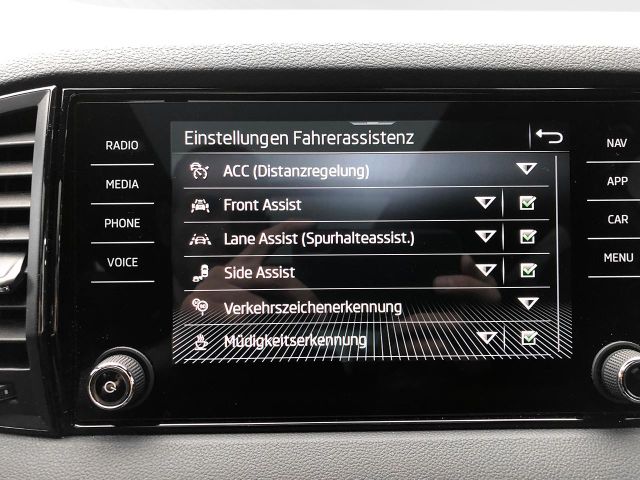 Einstellungen Fahrerassistenz
RADIO
NAV
ACC (Distanzregelung)
MEDIA
APP
Front Assist
PHONE
CAR
Lane Assist (Spurhalteassist.)
VOICE
MENU
Side Assist
Verkehrszeichenerkennung
Müdigkeitserkennung